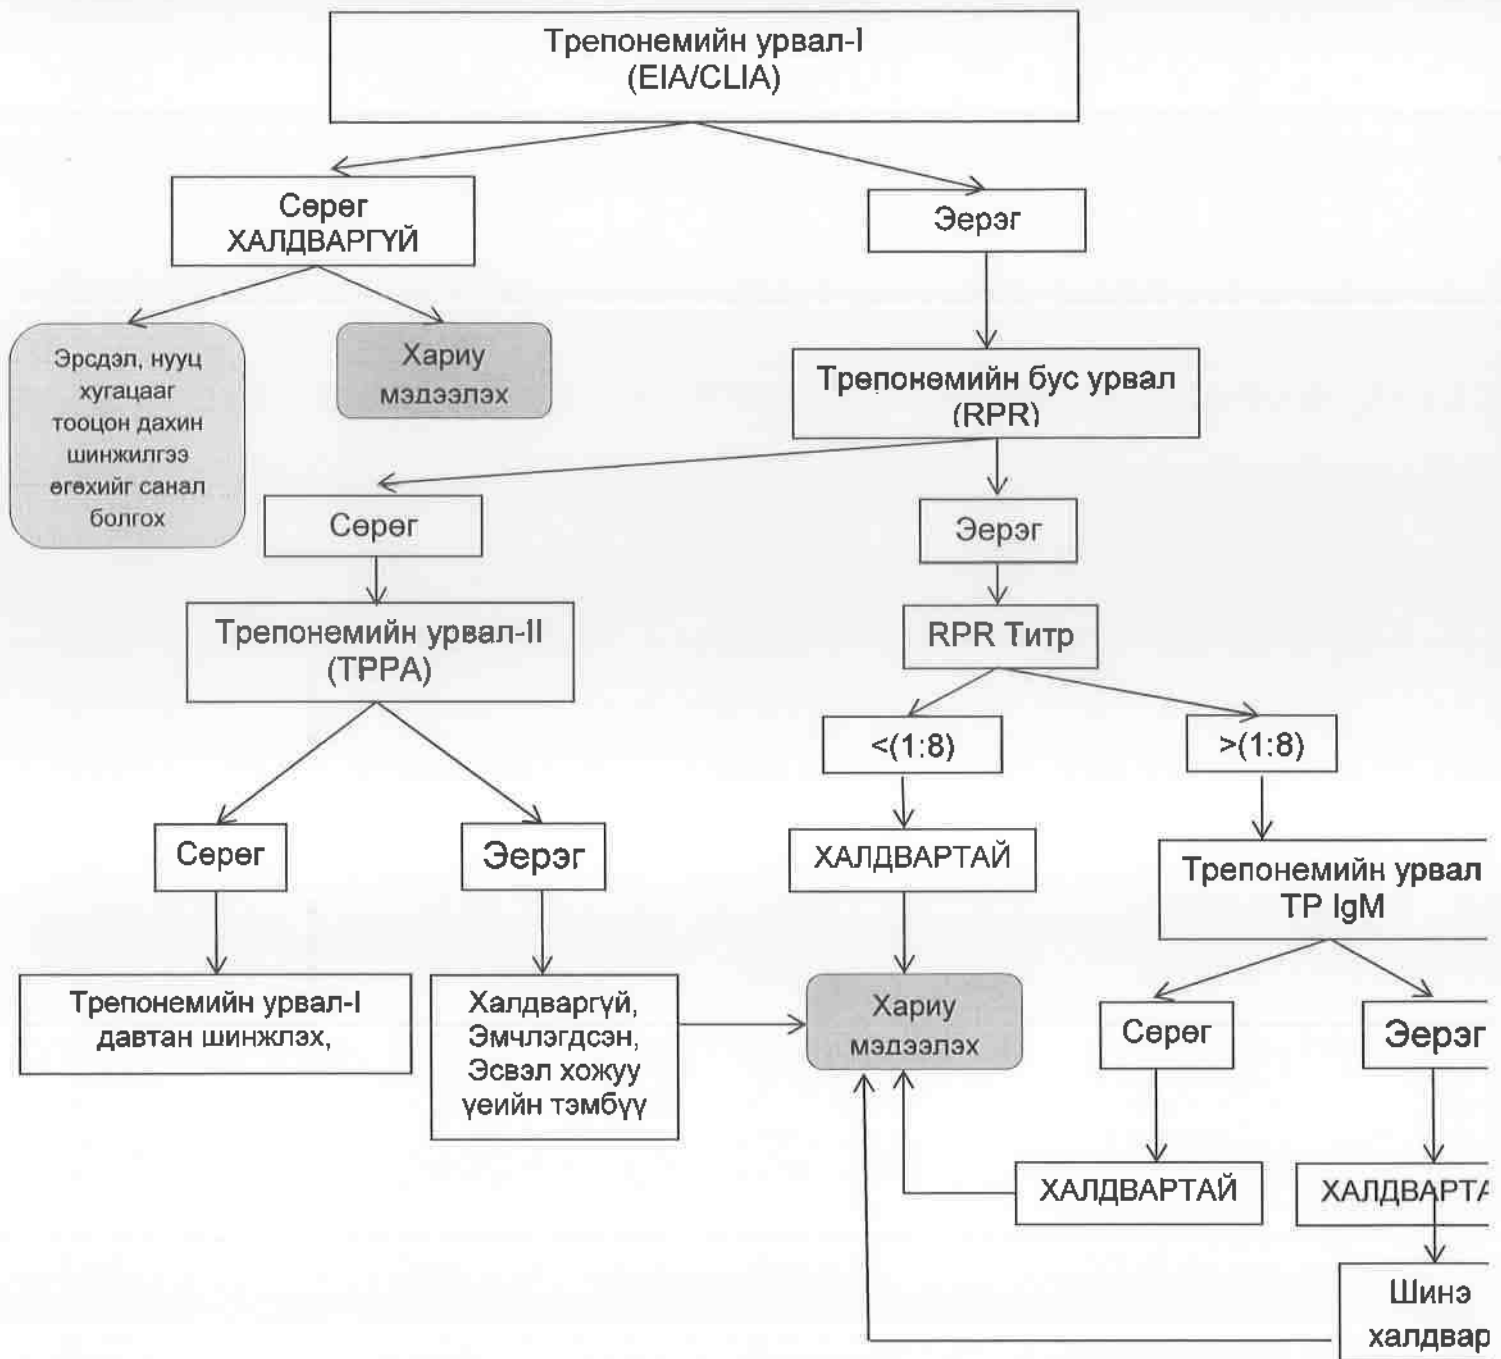 Трепонемийн урвал-I
(EIA/CLIA)
Сөрөг
ХАЛДВАРГҮЙ
Эерэг
Эрсдэл, нууц
хугацааг
тооцон дахин
шинжилгээ
өгөхийг санал
болгох
Хариу
мэдээлэх
Трепонемийн бус урвал
(RPR)
Сөрөг
Эерэг
Трепонемийн урвал-II
(TPPA)
RPR Титр
<(1:8)
>(1:8)
Сөрөг
Эерэг
ХАЛДВАРТАЙ
Трепонемийн урвал
TP IgM
Трепонемийн урвал-I
давтан шинжлэх,
Халдваргүй,
Эмчлэгдсэн,
Эсвэл хожуу
үеийн тэмбүү
Хариу
мэдээлэх
Сөрөг
Эерэг
ХАЛДВАРТАЙ
ХАЛДВАРТА
Шинэ
халдвар